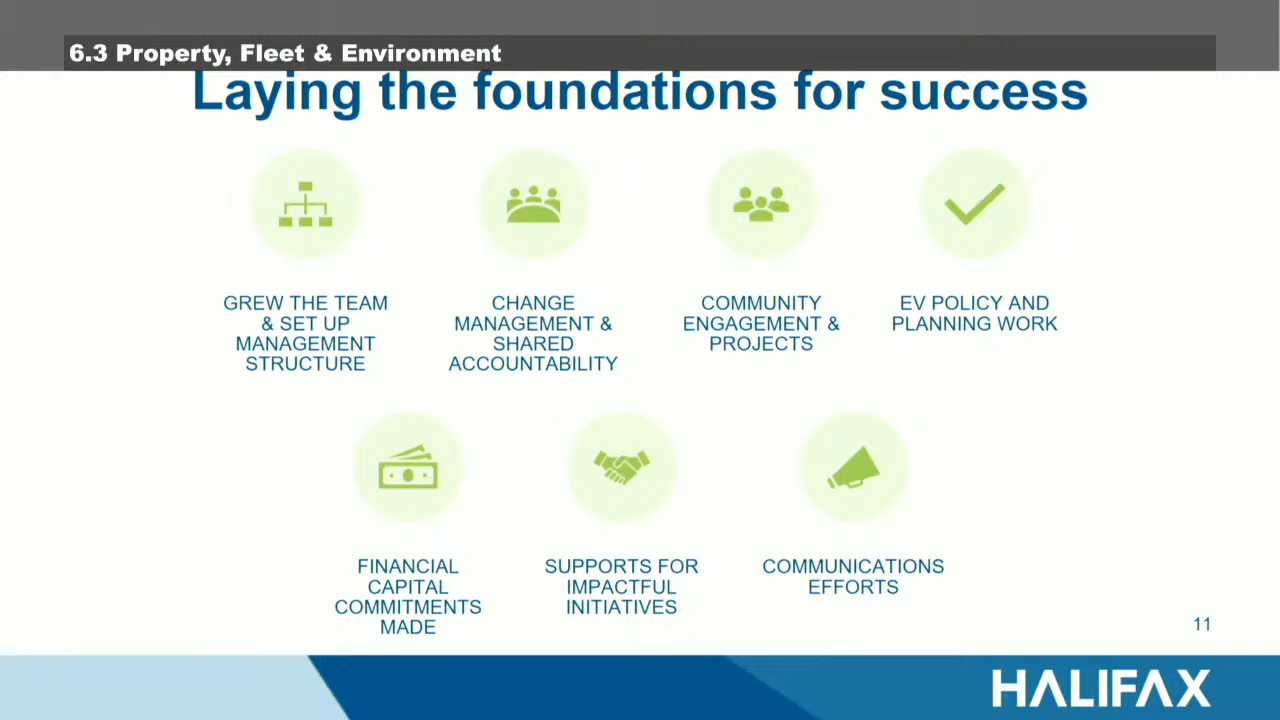 6.3 Property, Fleet & Environment
Laying the foundations for success
GREW THE TEAM
& SET UP
MANAGEMENT
STRUCTURE
CHANGE
MANAGEMENT &
SHARED
ACCOUNTABILITY
COMMUNITY
ENGAGEMENT &
PROJECTS
EV POLICY AND
PLANNING WORK
FINANCIAL
CAPITAL
COMMITMENTS
MADE
SUPPORTS FOR
IMPACTFUL
INITIATIVES
COMMUNICATIONS
EFFORTS
11
HALIFAX